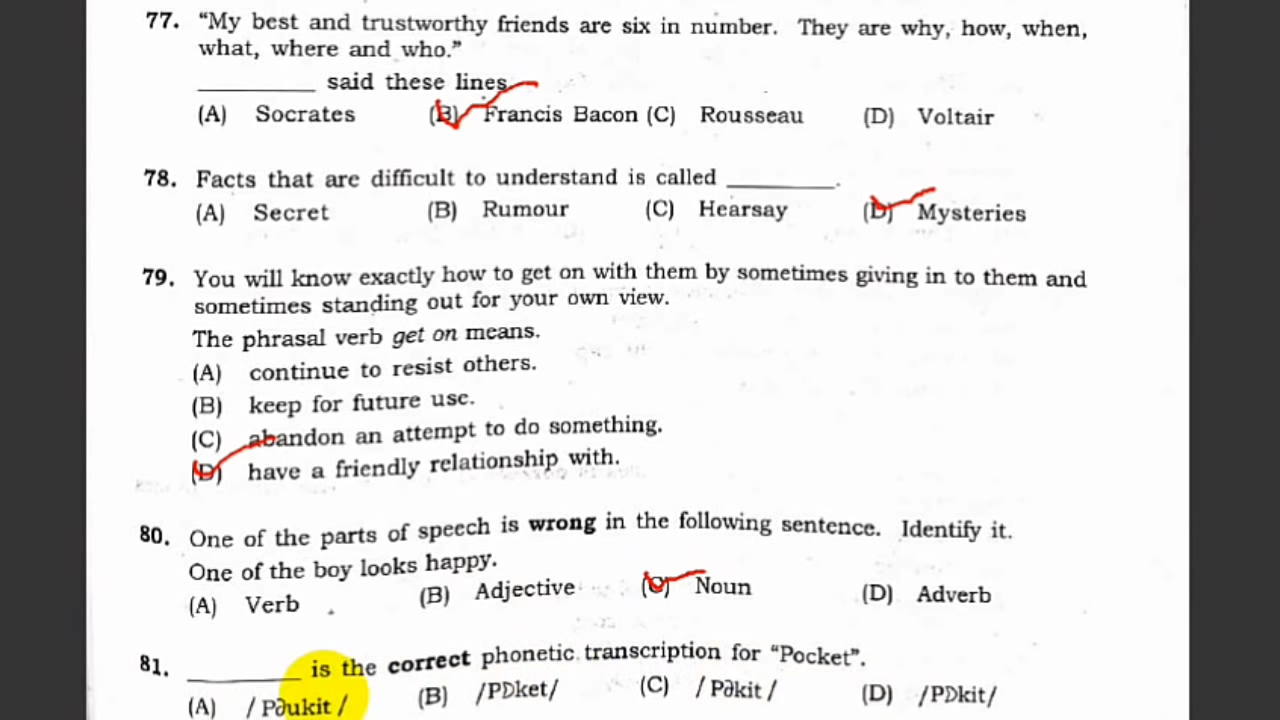 77. “My best and trustworthy friends are six in number. They are why, how, when,
what, where and who.”
________ said these lines
(A) Socrates (B) Francis Bacon (C) Rousseau (D) Voltair
78. Facts that are difficult to understand is called ________.
(A) Secret (B) Rumour (C) Hearsay (D) Mysteries
79. You will know exactly how to get on with them by sometimes giving in to them and
sometimes standing out for your own view.
The phrasal verb get on means.
(A) continue to resist others.
(B) keep for future use.
(C) abandon an attempt to do something.
(D) have a friendly relationship with.
80. One of the parts of speech is wrong in the following sentence. Identify it.
One of the boy looks happy.
(A) Verb (B) Adjective (C) Noun (D) Adverb
81. ________ is the correct phonetic transcription for “Pocket”.
(A) /P∂ukit/ (B) /PDket/ (C) /P∂kit/ (D) /PDkit/